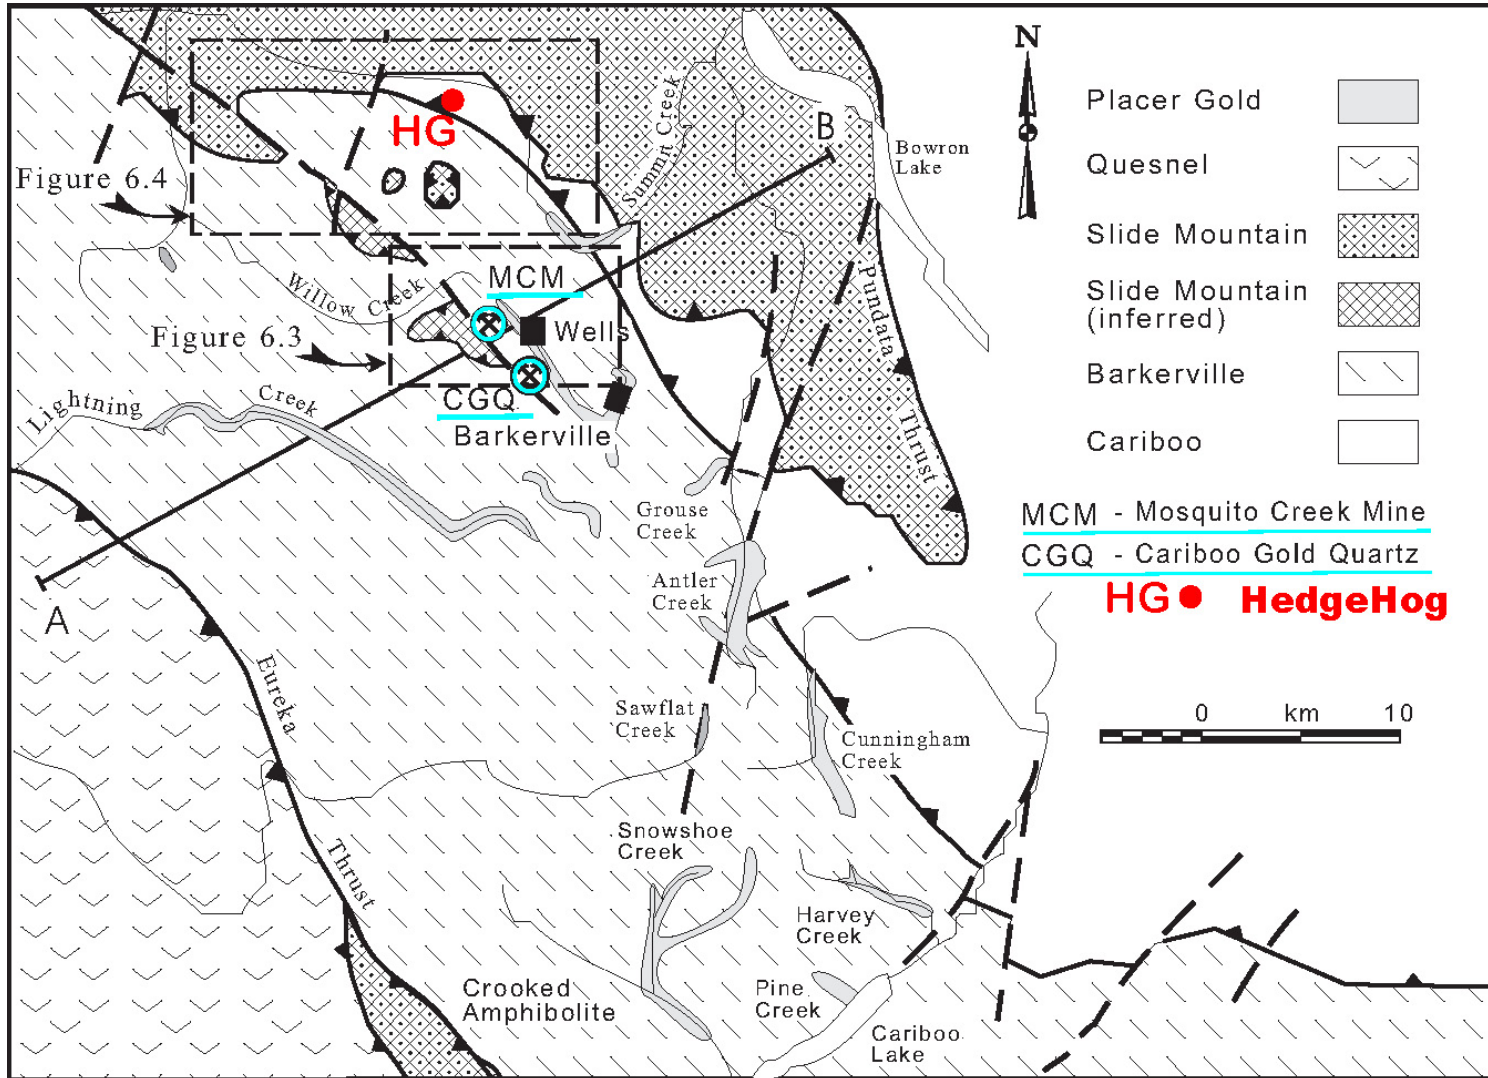 N
Placer Gold
Quesnel
Slide Mountain
Slide Mountain
(inferred)
Barkerville
Cariboo
MCM - Mosquito Creek Mine
CGQ - Cariboo Gold Quartz
HG HedgeHog
0 km 10
HG
Summit Creek
B
Bowron
Lake
Figure 6.4
Willow Creek
MCM
Wells
Figure 6.3
Pundata
Thrust
Lightning
Creek
CGQ
Barkerville
Grouse
Creek
Antler
Creek
A
Eureka
Thrust
Sawflat
Creek
Cunningham
Creek
Snowshoe
Creek
Harvey
Creek
Crooked
Amphibolite
Pine
Creek
Cariboo
Lake